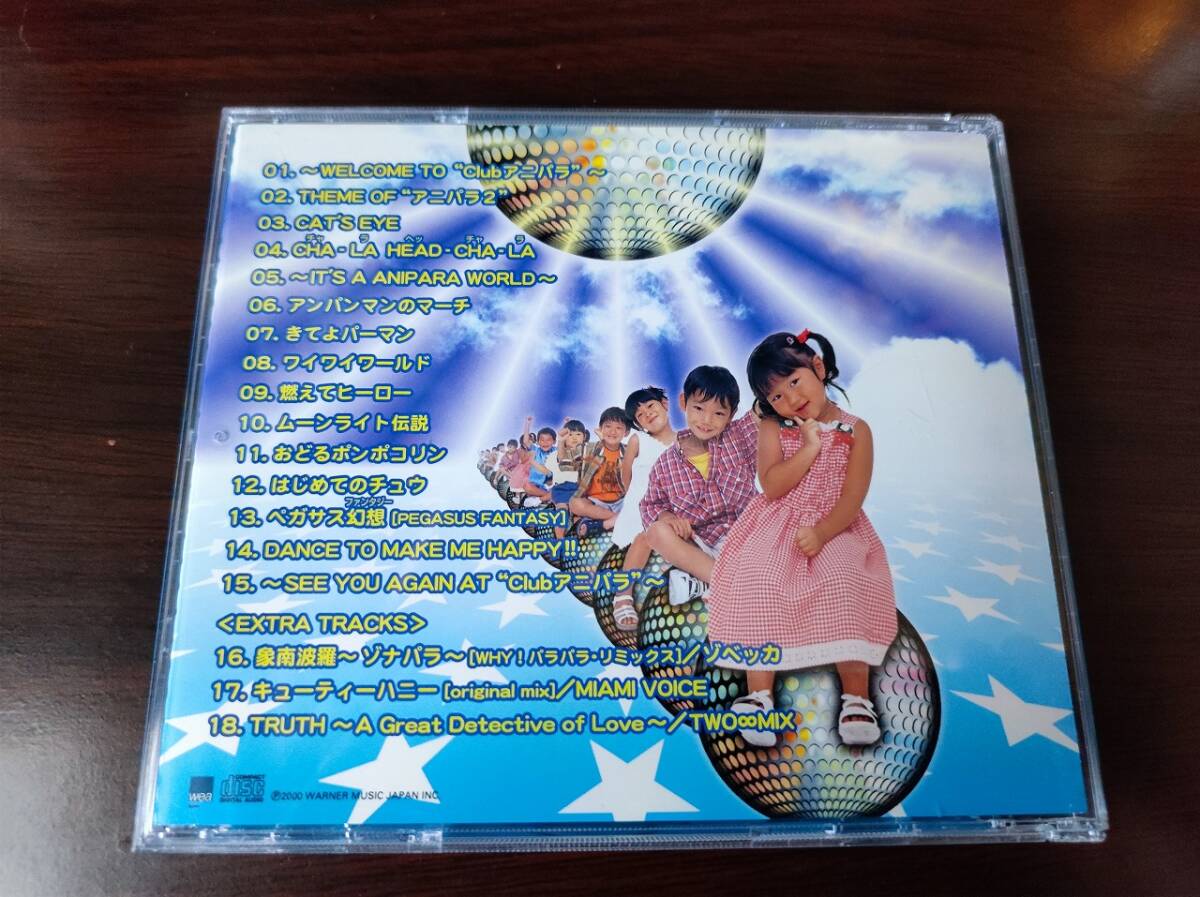 01. ～WELCOME TO "Clubアニパラ"～
02. THEME OF "アニパラ2"
03. CAT'S EYE
チャ ラ ヘッ チャ ラ
04. CHA-LA HEAD-CHA-LA
05. ～IT'S A ANIPARA WORLD～
06. アンパンマンのマーチ
07. きてよパーマン
08. ワイワイワールド
09. 燃えてヒーロー
10. ムーンライト伝説
11. おどるポンポコリン
12. はじめてのチュウ
ファンタジー
13. ペガサス幻想 [PEGASUS FANTASY]
14. DANCE TO MAKE ME HAPPY!!
15. ～SEE YOU AGAIN AT "Clubアニパラ"～
<EXTRA TRACKS>
16. 象南波羅～ ゾナパラ～ [WHY！パラパラ・リミックス]／ゾベッカ
17. キューティーハニー [original mix]／MIAMI VOICE
18. TRUTH ～A Great Detective of Love～／TWO∞MIX
wea
COMPACT
disc
DIGITAL AUDIO
℗2000 WARNER MUSIC JAPAN INC.